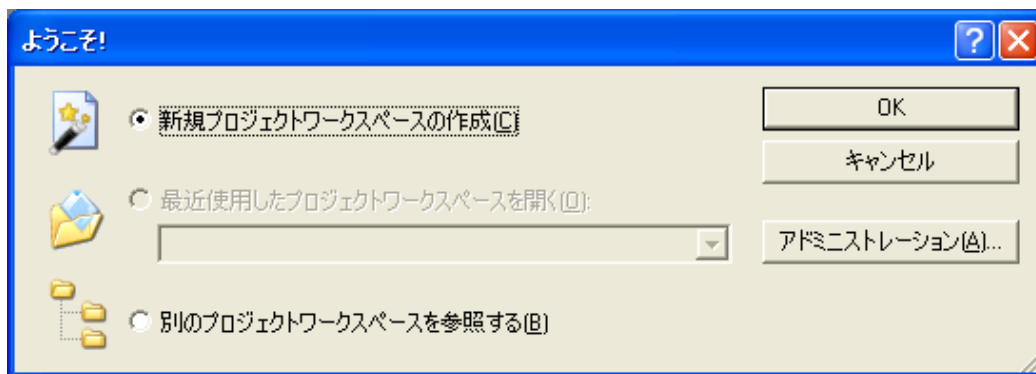 ようこそ!
新規プロジェクトワークスペースの作成(C)
OK
キャンセル
最近使用したプロジェクトワークスペースを開く(O):
アドミニストレーション(A)...
別のプロジェクトワークスペースを参照する(B)